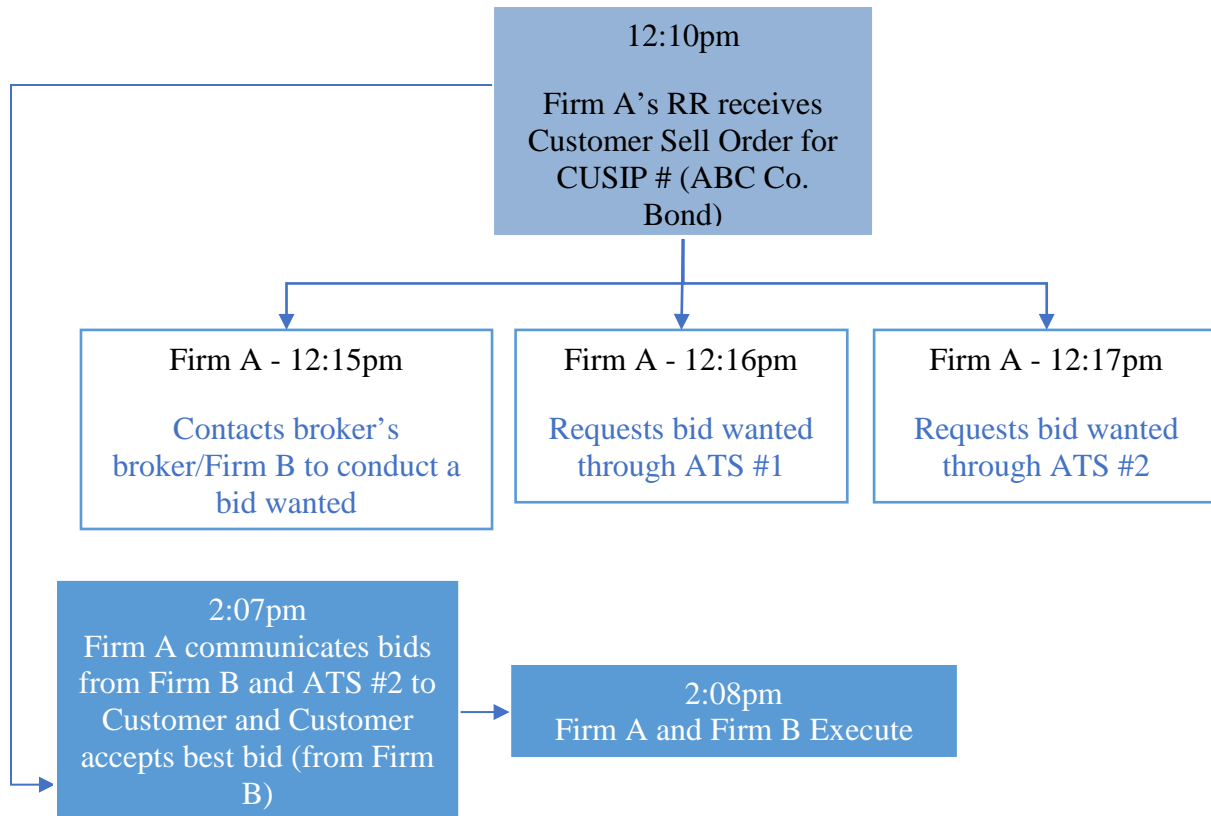 12:10pm
Firm A’s RR receives
Customer Sell Order for
CUSIP # (ABC Co.
Bond)
Firm A - 12:15pm
Contacts broker’s
broker/Firm B to conduct a
bid wanted
Firm A - 12:16pm
Requests bid wanted
through ATS #1
Firm A - 12:17pm
Requests bid wanted
through ATS #2
2:07pm
Firm A communicates bids
from Firm B and ATS #2 to
Customer and Customer
accepts best bid (from Firm
B)
2:08pm
Firm A and Firm B Execute